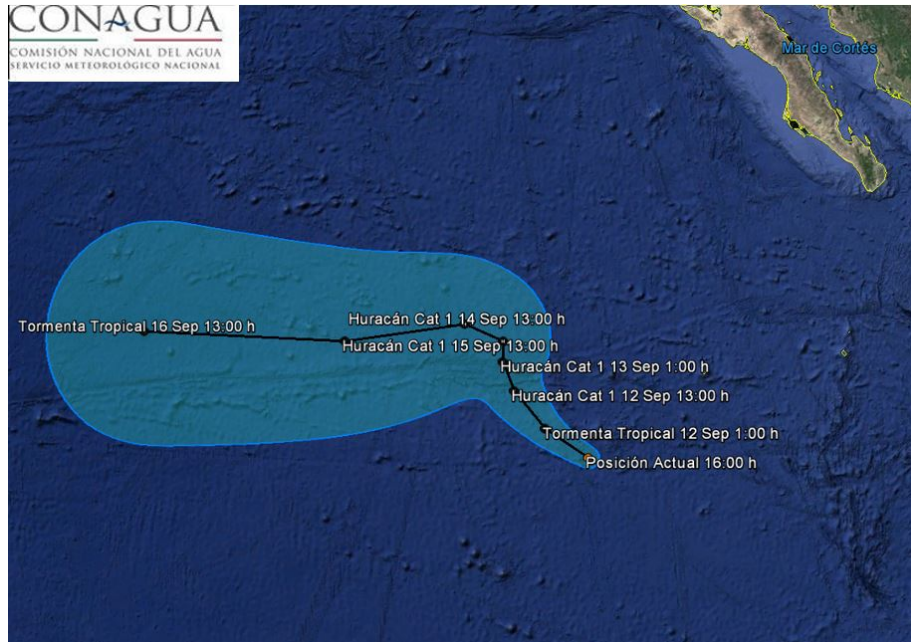 CONAGUA
COMISIÓN NACIONAL DEL AGUA
SERVICIO METEOROLÓGICO NACIONAL
Mar de Cortés
Huracán Cat 1 14 Sep 13:00 h
Tormenta Tropical 16 Sep 13:00 h
Huracán Cat 1 15 Sep 13:00 h
Huracán Cat 1 13 Sep 1:00 h
Huracán Cat 1 12 Sep 13:00 h
Tormenta Tropical 12 Sep 1:00 h
Posición Actual 16:00 h